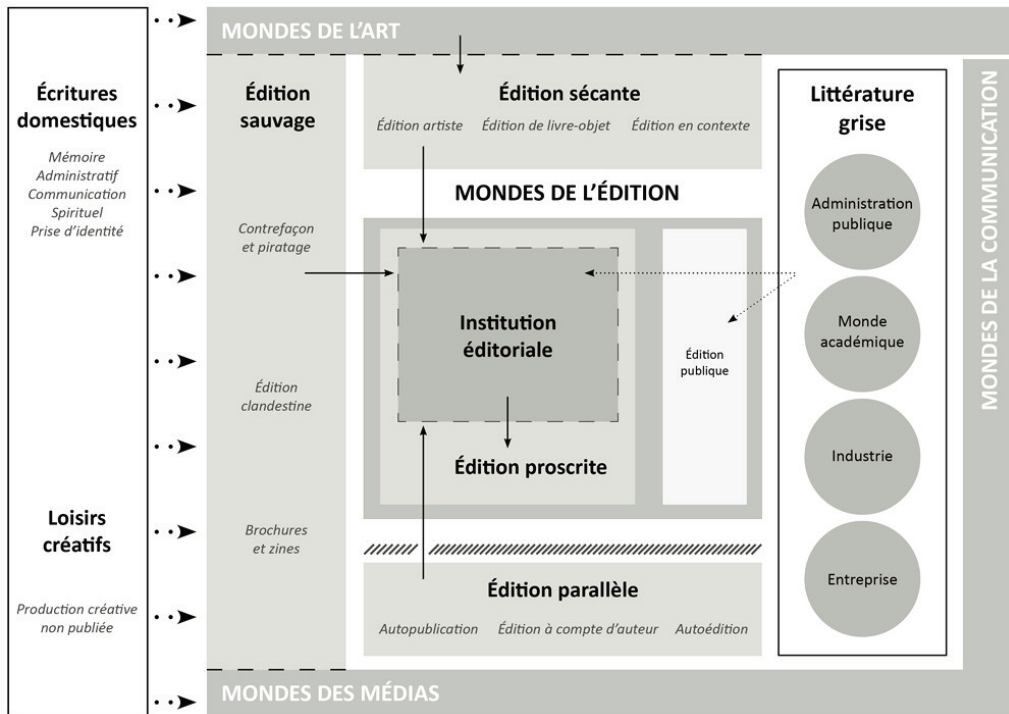 MONDES DE L'ART
Écritures
domestiques
Mémoire
Administratif
Communication
Spirituel
Prise d'identité
Loisirs
créatifs
Production créative
non publiée
Édition
sauvage
Contrefaçon
et piratage
Édition
clandestine
Brochures
et zines
Édition sécante
Édition artiste Édition de livre-objet Édition en contexte
MONDES DE L'ÉDITION
Institution
éditoriale
Édition proscrite
Édition
publique
Édition parallèle
Autopublication Édition à compte d'auteur Autoédition
Littérature
grise
Administration
publique
Monde
académique
Industrie
Entreprise
MONDES DE LA COMMUNICATION
MONDES DES MÉDIAS